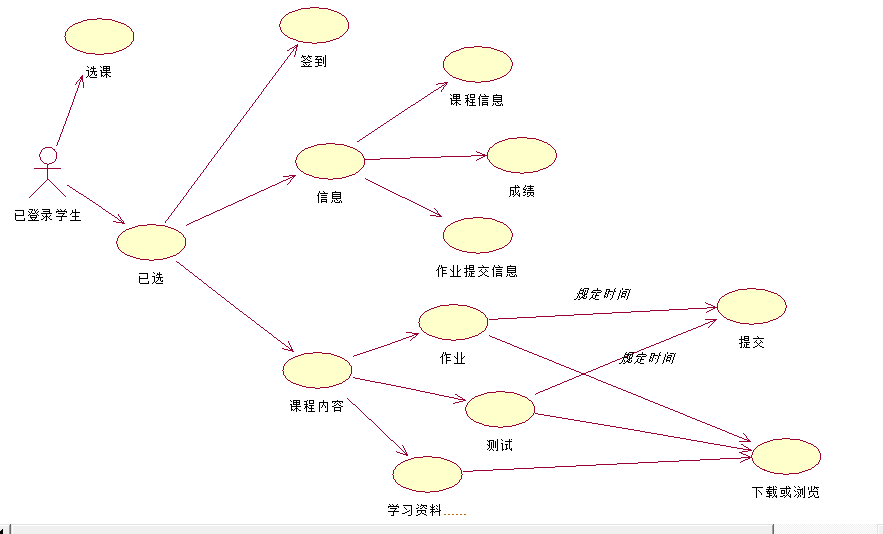 签到
选课
课程信息
信息
成绩
已登录学生
已选
作业提交信息
规定时间
提交
作业
规定时间
课程内容
测试
下载或浏览
学习资料......